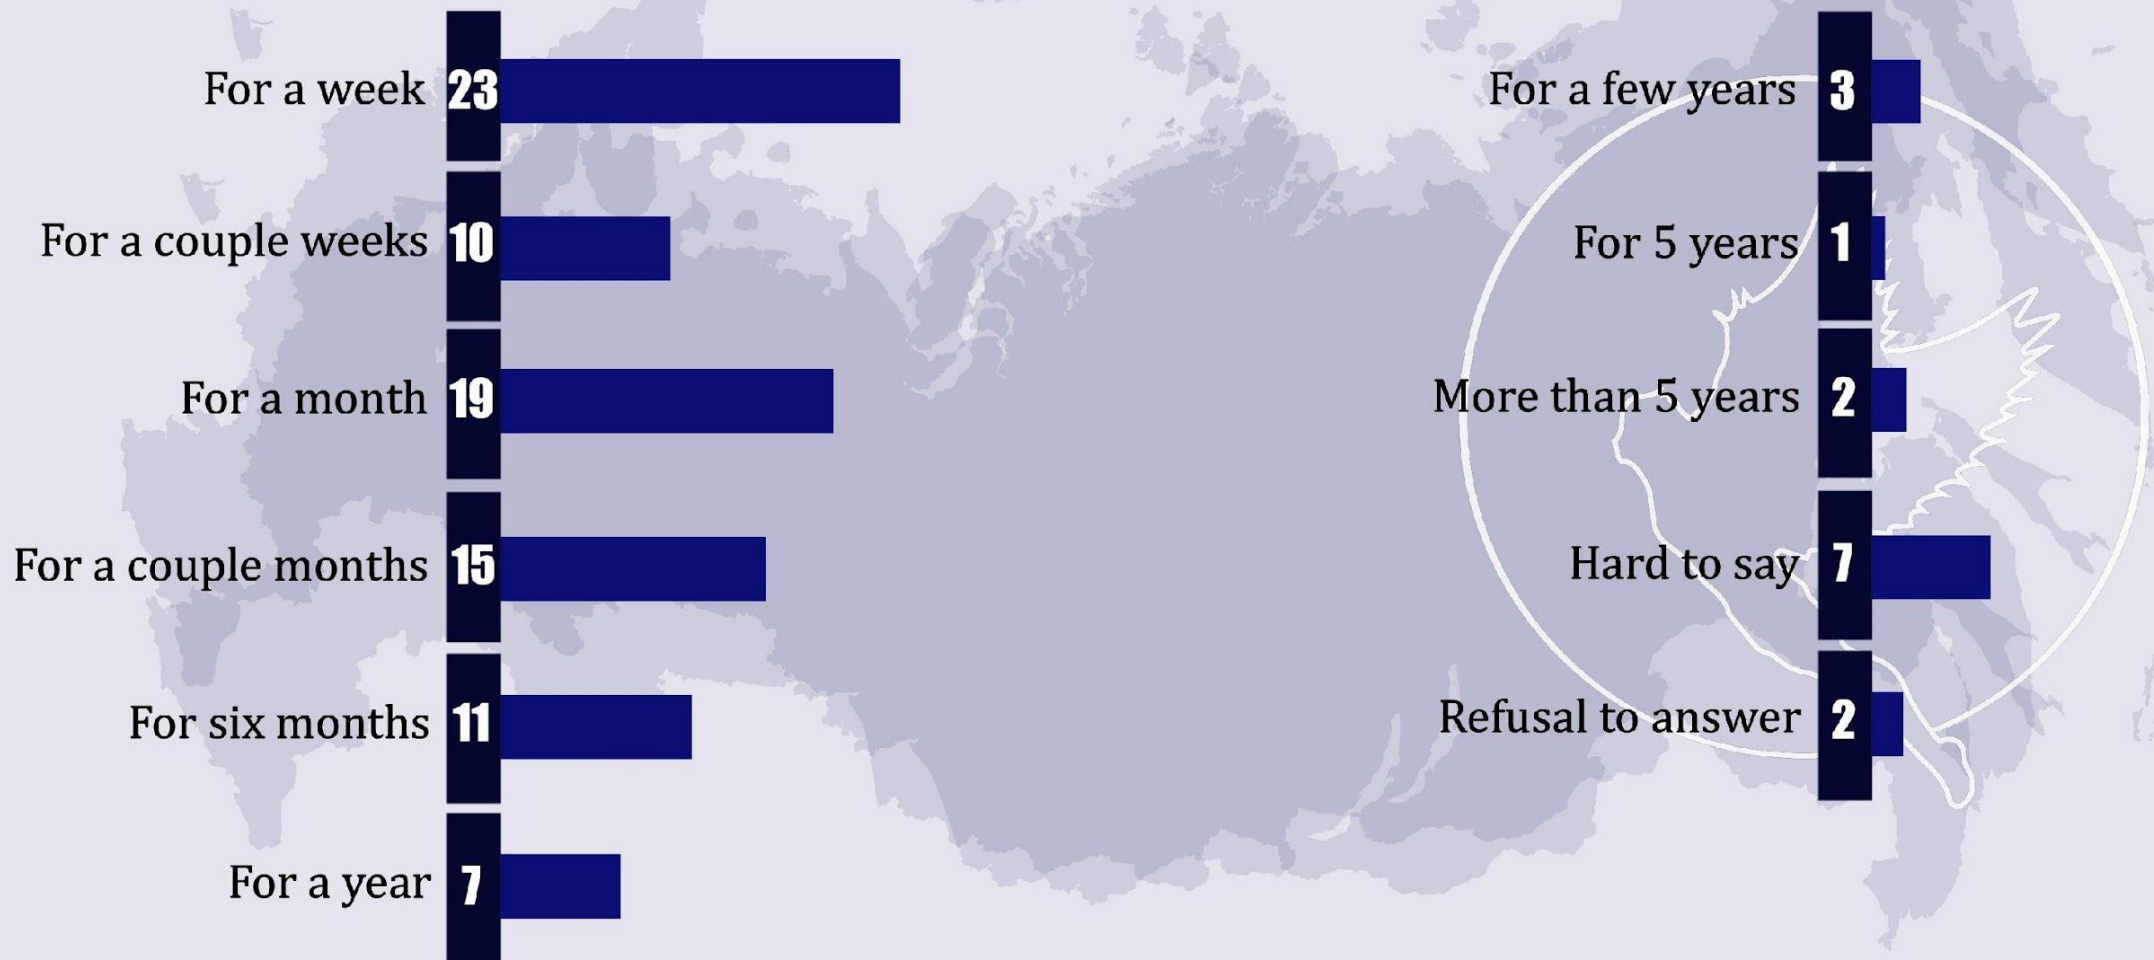 For a week 23
For a couple weeks 10
For a month 19
For a couple months 15
For six months 11
For a year 7
For a few years 3
For 5 years 1
More than 5 years 2
Hard to say 7
Refusal to answer 2